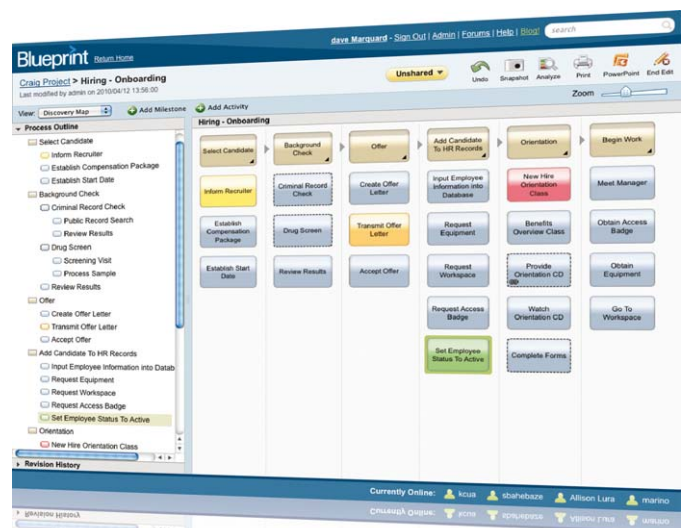 dave Marquard - Sign Out | Admin | Forums | Help | Blog!
search
Blueprint Return Home
Craig Project > Hiring - Onboarding
Last modified by admin on 2010/04/12 13:56:00
Unshared
Undo
Snapshot
Analyze
Print
PowerPoint
End Edit
View: Discovery Map
Add Milestone
Add Activity
Zoom
Process Outline
Select Candidate
Inform Recruiter
Establish Compensation Package
Establish Start Date
Background Check
Criminal Record Check
Public Record Search
Review Results
Drug Screen
Screening Visit
Process Sample
Review Results
Offer
Create Offer Letter
Transmit Offer Letter
Accept Offer
Add Candidate To HR Records
Input Employee Information into Datab
Request Equipment
Request Workspace
Request Access Badge
Set Employee Status To Active
Orientation
New Hire Orientation Class
Revision History
Hiring - Onboarding
Select Candidate
Inform Recruiter
Establish
Compensation
Package
Establish Start
Date
Background
Check
Criminal Record
Check
Drug Screen
Review Results
Offer
Create Offer
Letter
Transmit Offer
Letter
Accept Offer
Add Candidate
To HR Records
Input Employee
Information into
Database
Request
Equipment
Request
Workspace
Request Access
Badge
Set Employee
Status To Active
Orientation
New Hire
Orientation
Class
Benefits
Overview Class
Provide
Orientation CD
Watch
Orientation CD
Complete Forms
Begin Work
Meet Manager
Obtain Access
Badge
Obtain
Equipment
Go To
Workspace
Currently Online: kcua sbahebaze Allison Lura marino